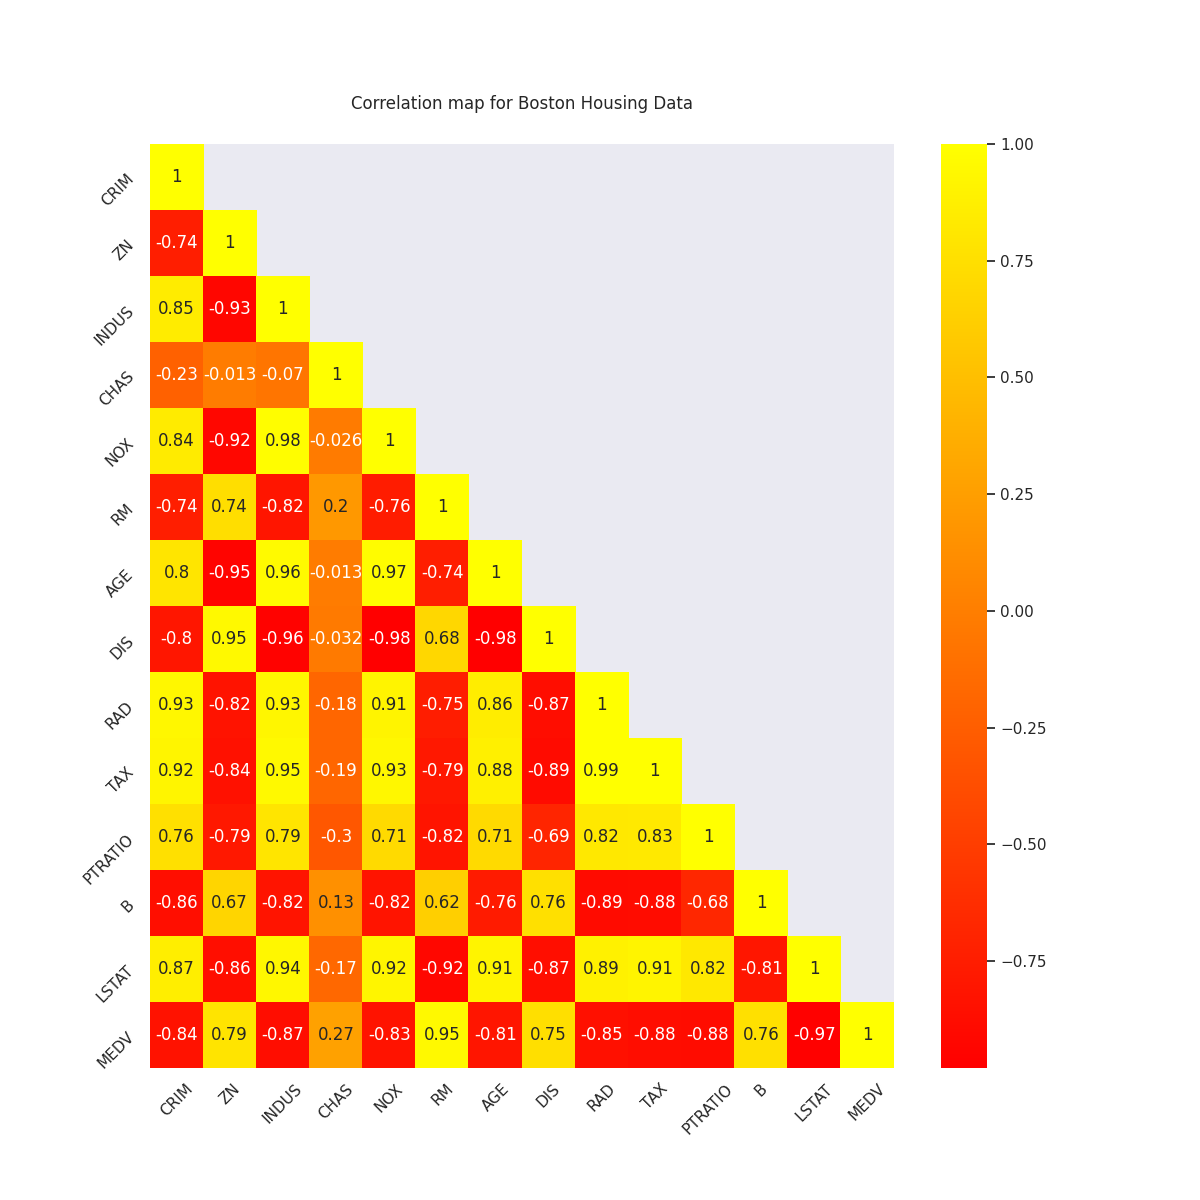 Correlation map for Boston Housing Data
CRIM 1
ZN -0.74 1
INDUS 0.85 -0.93 1
CHAS -0.23 -0.013 -0.07 1
NOX 0.84 -0.92 0.98 -0.026 1
RM -0.74 0.74 -0.82 0.2 -0.76 1
AGE 0.8 -0.95 0.96 -0.013 0.97 -0.74 1
DIS -0.8 0.95 -0.96 -0.032 -0.98 0.68 -0.98 1
RAD 0.93 -0.82 0.93 -0.18 0.91 -0.75 0.86 -0.87 1
TAX 0.92 -0.84 0.95 -0.19 0.93 -0.79 0.88 -0.89 0.99 1
PTRATIO 0.76 -0.79 0.79 -0.3 0.71 -0.82 0.71 -0.69 0.82 0.83 1
B -0.86 0.67 -0.82 0.13 -0.82 0.62 -0.76 0.76 -0.89 -0.88 -0.68 1
LSTAT 0.87 -0.86 0.94 -0.17 0.92 -0.92 0.91 -0.87 0.89 0.91 0.82 -0.81 1
MEDV -0.84 0.79 -0.87 0.27 -0.83 0.95 -0.81 0.75 -0.85 -0.88 -0.88 0.76 -0.97 1
CRIM ZN INDUS CHAS NOX RM AGE DIS RAD TAX PTRATIO B LSTAT MEDV
1.00
0.75
0.50
0.25
0.00
−0.25
−0.50
−0.75